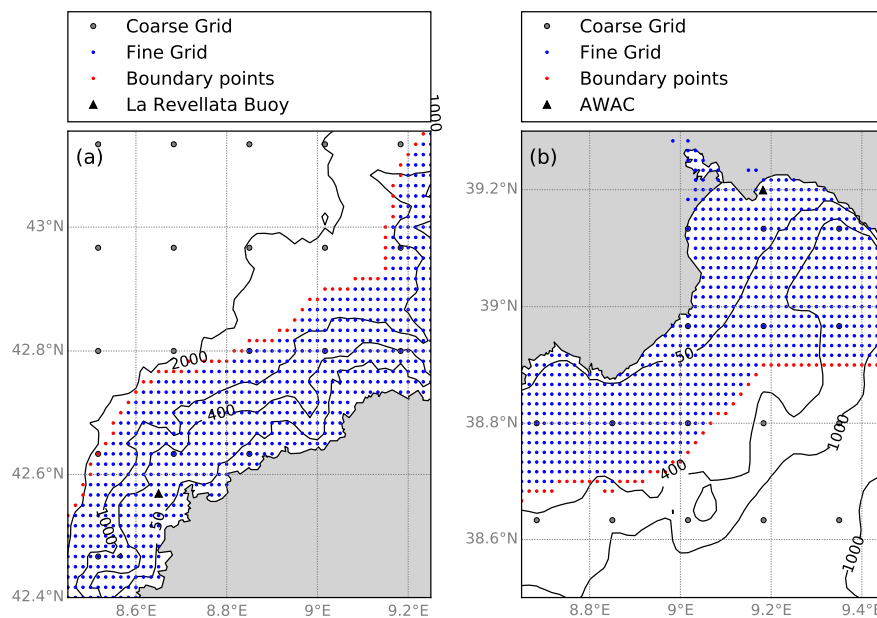 Coarse Grid
Fine Grid
Boundary points
La Revellata Buoy
Coarse Grid
Fine Grid
Boundary points
AWAC
1000
(a)
43°N
42.8°N
42.6°N
42.4°N
2000
400
50
1000
8.6°E
8.8°E
9°E
9.2°E
(b)
39.2°N
39°N
38.8°N
38.6°N
50
400
1000
1000
8.8°E
9°E
9.2°E
9.4°E